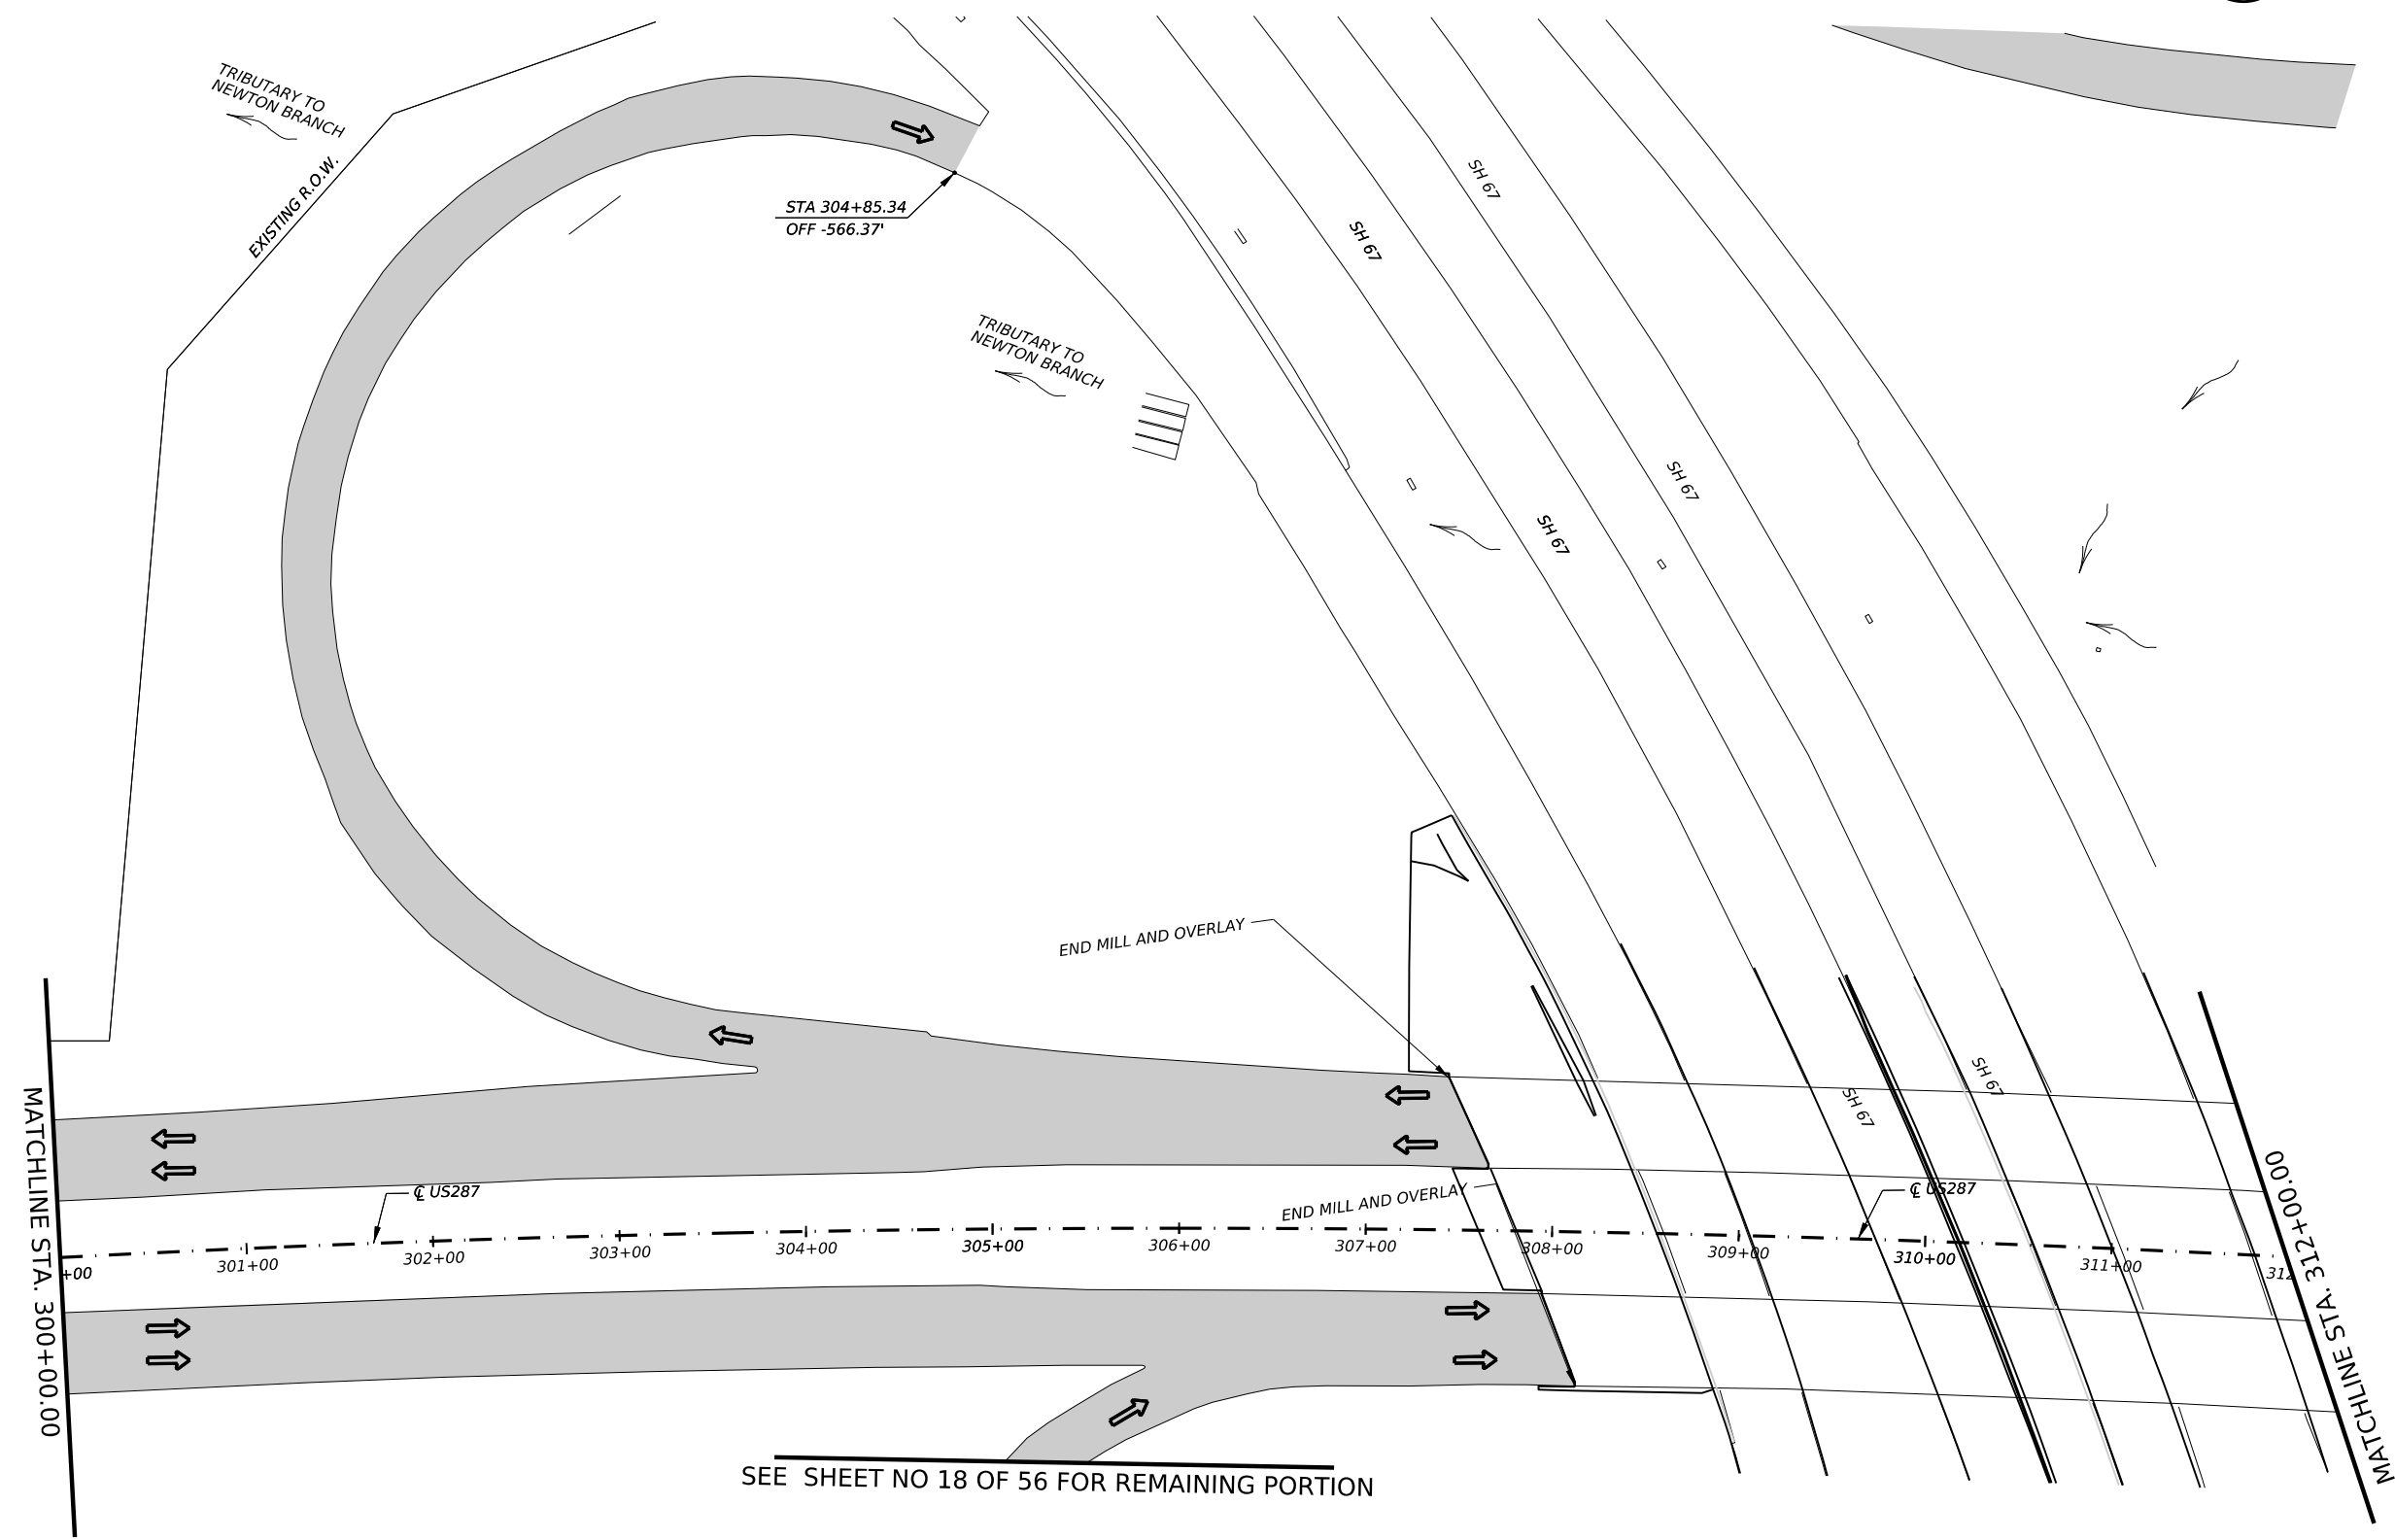 TRIBUTARY TO
NEWTON BRANCH
EXISTING R.O.W.
STA 304+85.34
OFF -566.37'
SH 67
SH 67
TRIBUTARY TO
NEWTON BRANCH
SH 67
SH 67
END MILL AND OVERLAY
SH 67
SH 67
MATCHLINE STA. 300+00.00
℄ US287
END MILL AND OVERLAY
℄ US287
MATCHLINE STA. 312+00.00
+00
301+00
302+00
303+00
304+00
305+00
306+00
307+00
308+00
309+00
310+00
311+00
312
SEE SHEET NO 18 OF 56 FOR REMAINING PORTION